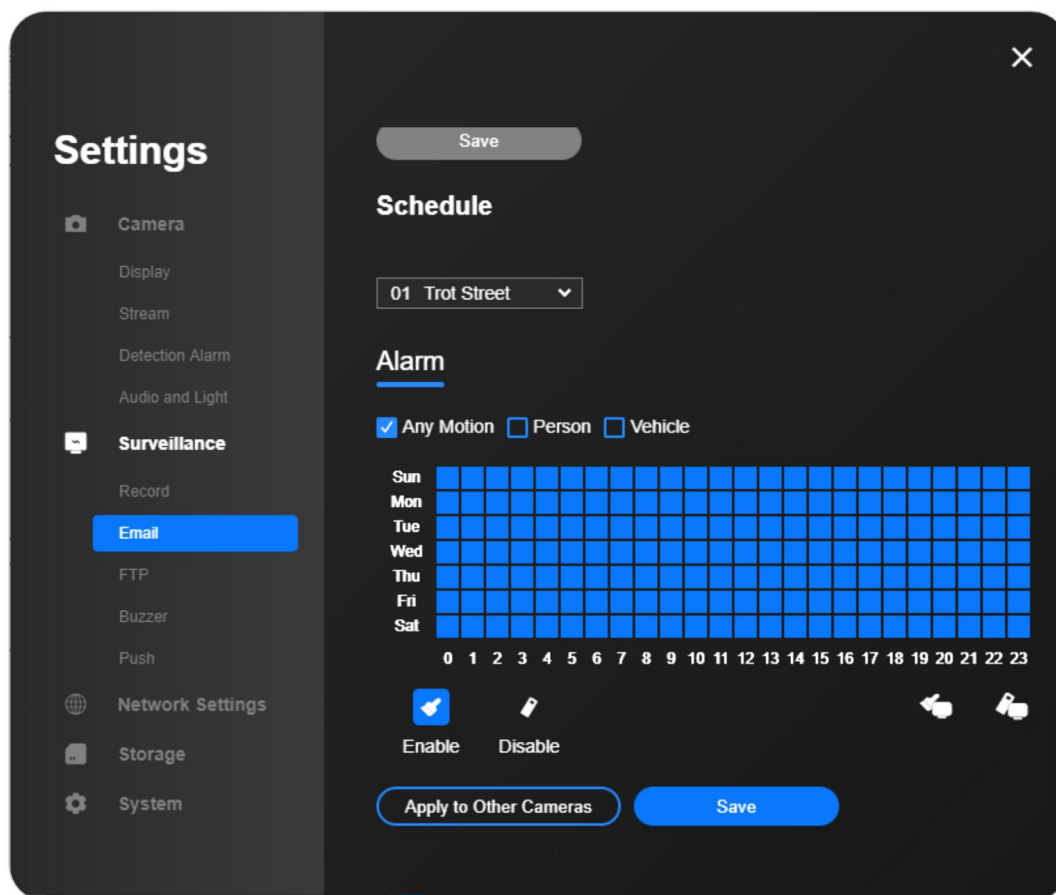 Settings
Camera
Display
Stream
Detection Alarm
Audio and Light
Surveillance
Record
Email
FTP
Buzzer
Push
Network Settings
Storage
System
Save
Schedule
01 Trot Street
Alarm
Any Motion Person Vehicle
Sun
Mon
Tue
Wed
Thu
Fri
Sat
0 1 2 3 4 5 6 7 8 9 10 11 12 13 14 15 16 17 18 19 20 21 22 23
Enable Disable
Apply to Other Cameras Save